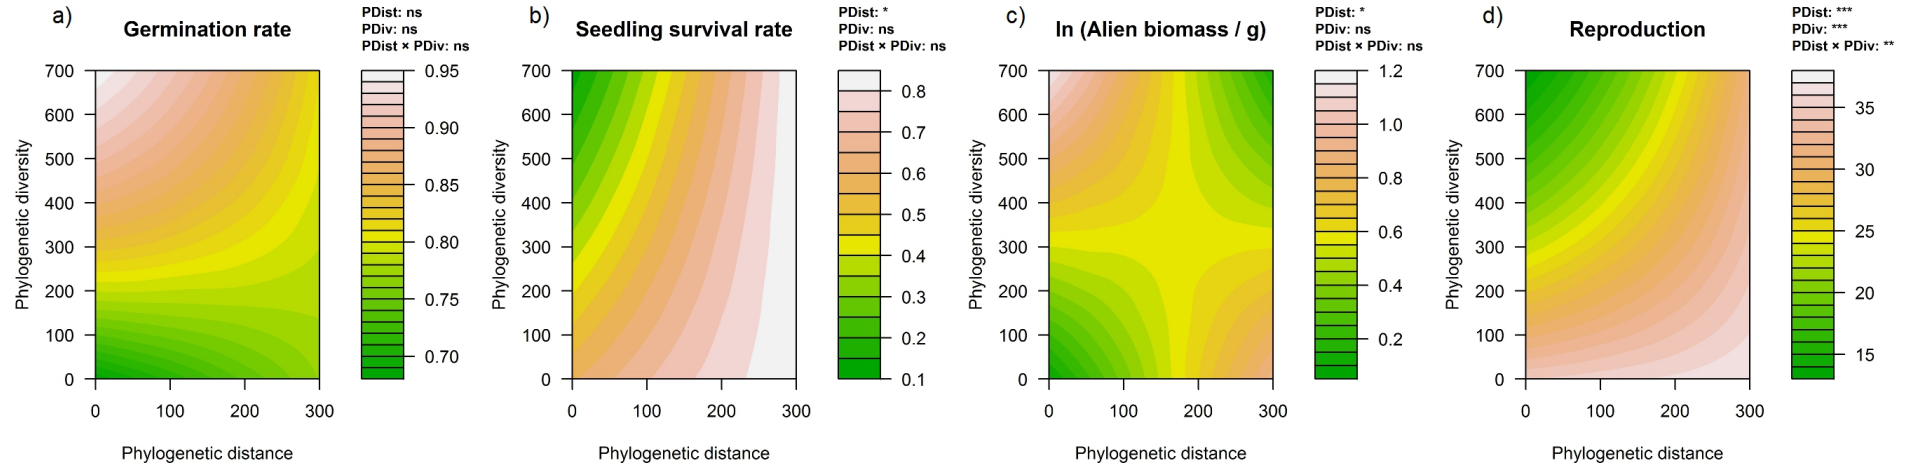 a)
Germination rate
PDist: ns
PDiv: ns
PDist × PDiv: ns
700
600
500
400
300
200
100
0
Phylogenetic diversity
0 100 200 300
Phylogenetic distance
0.95
0.90
0.85
0.80
0.75
0.70
b)
Seedling survival rate
PDist: *
PDiv: ns
PDist × PDiv: ns
700
600
500
400
300
200
100
0
Phylogenetic diversity
0 100 200 300
Phylogenetic distance
0.8
0.7
0.6
0.5
0.4
0.3
0.2
0.1
c)
ln (Alien biomass / g)
PDist: *
PDiv: ns
PDist × PDiv: ns
700
600
500
400
300
200
100
0
Phylogenetic diversity
0 100 200 300
Phylogenetic distance
1.2
1.0
0.8
0.6
0.4
0.2
d)
Reproduction
PDist: ***
PDiv: ***
PDist × PDiv: **
700
600
500
400
300
200
100
0
Phylogenetic diversity
0 100 200 300
Phylogenetic distance
35
30
25
20
15